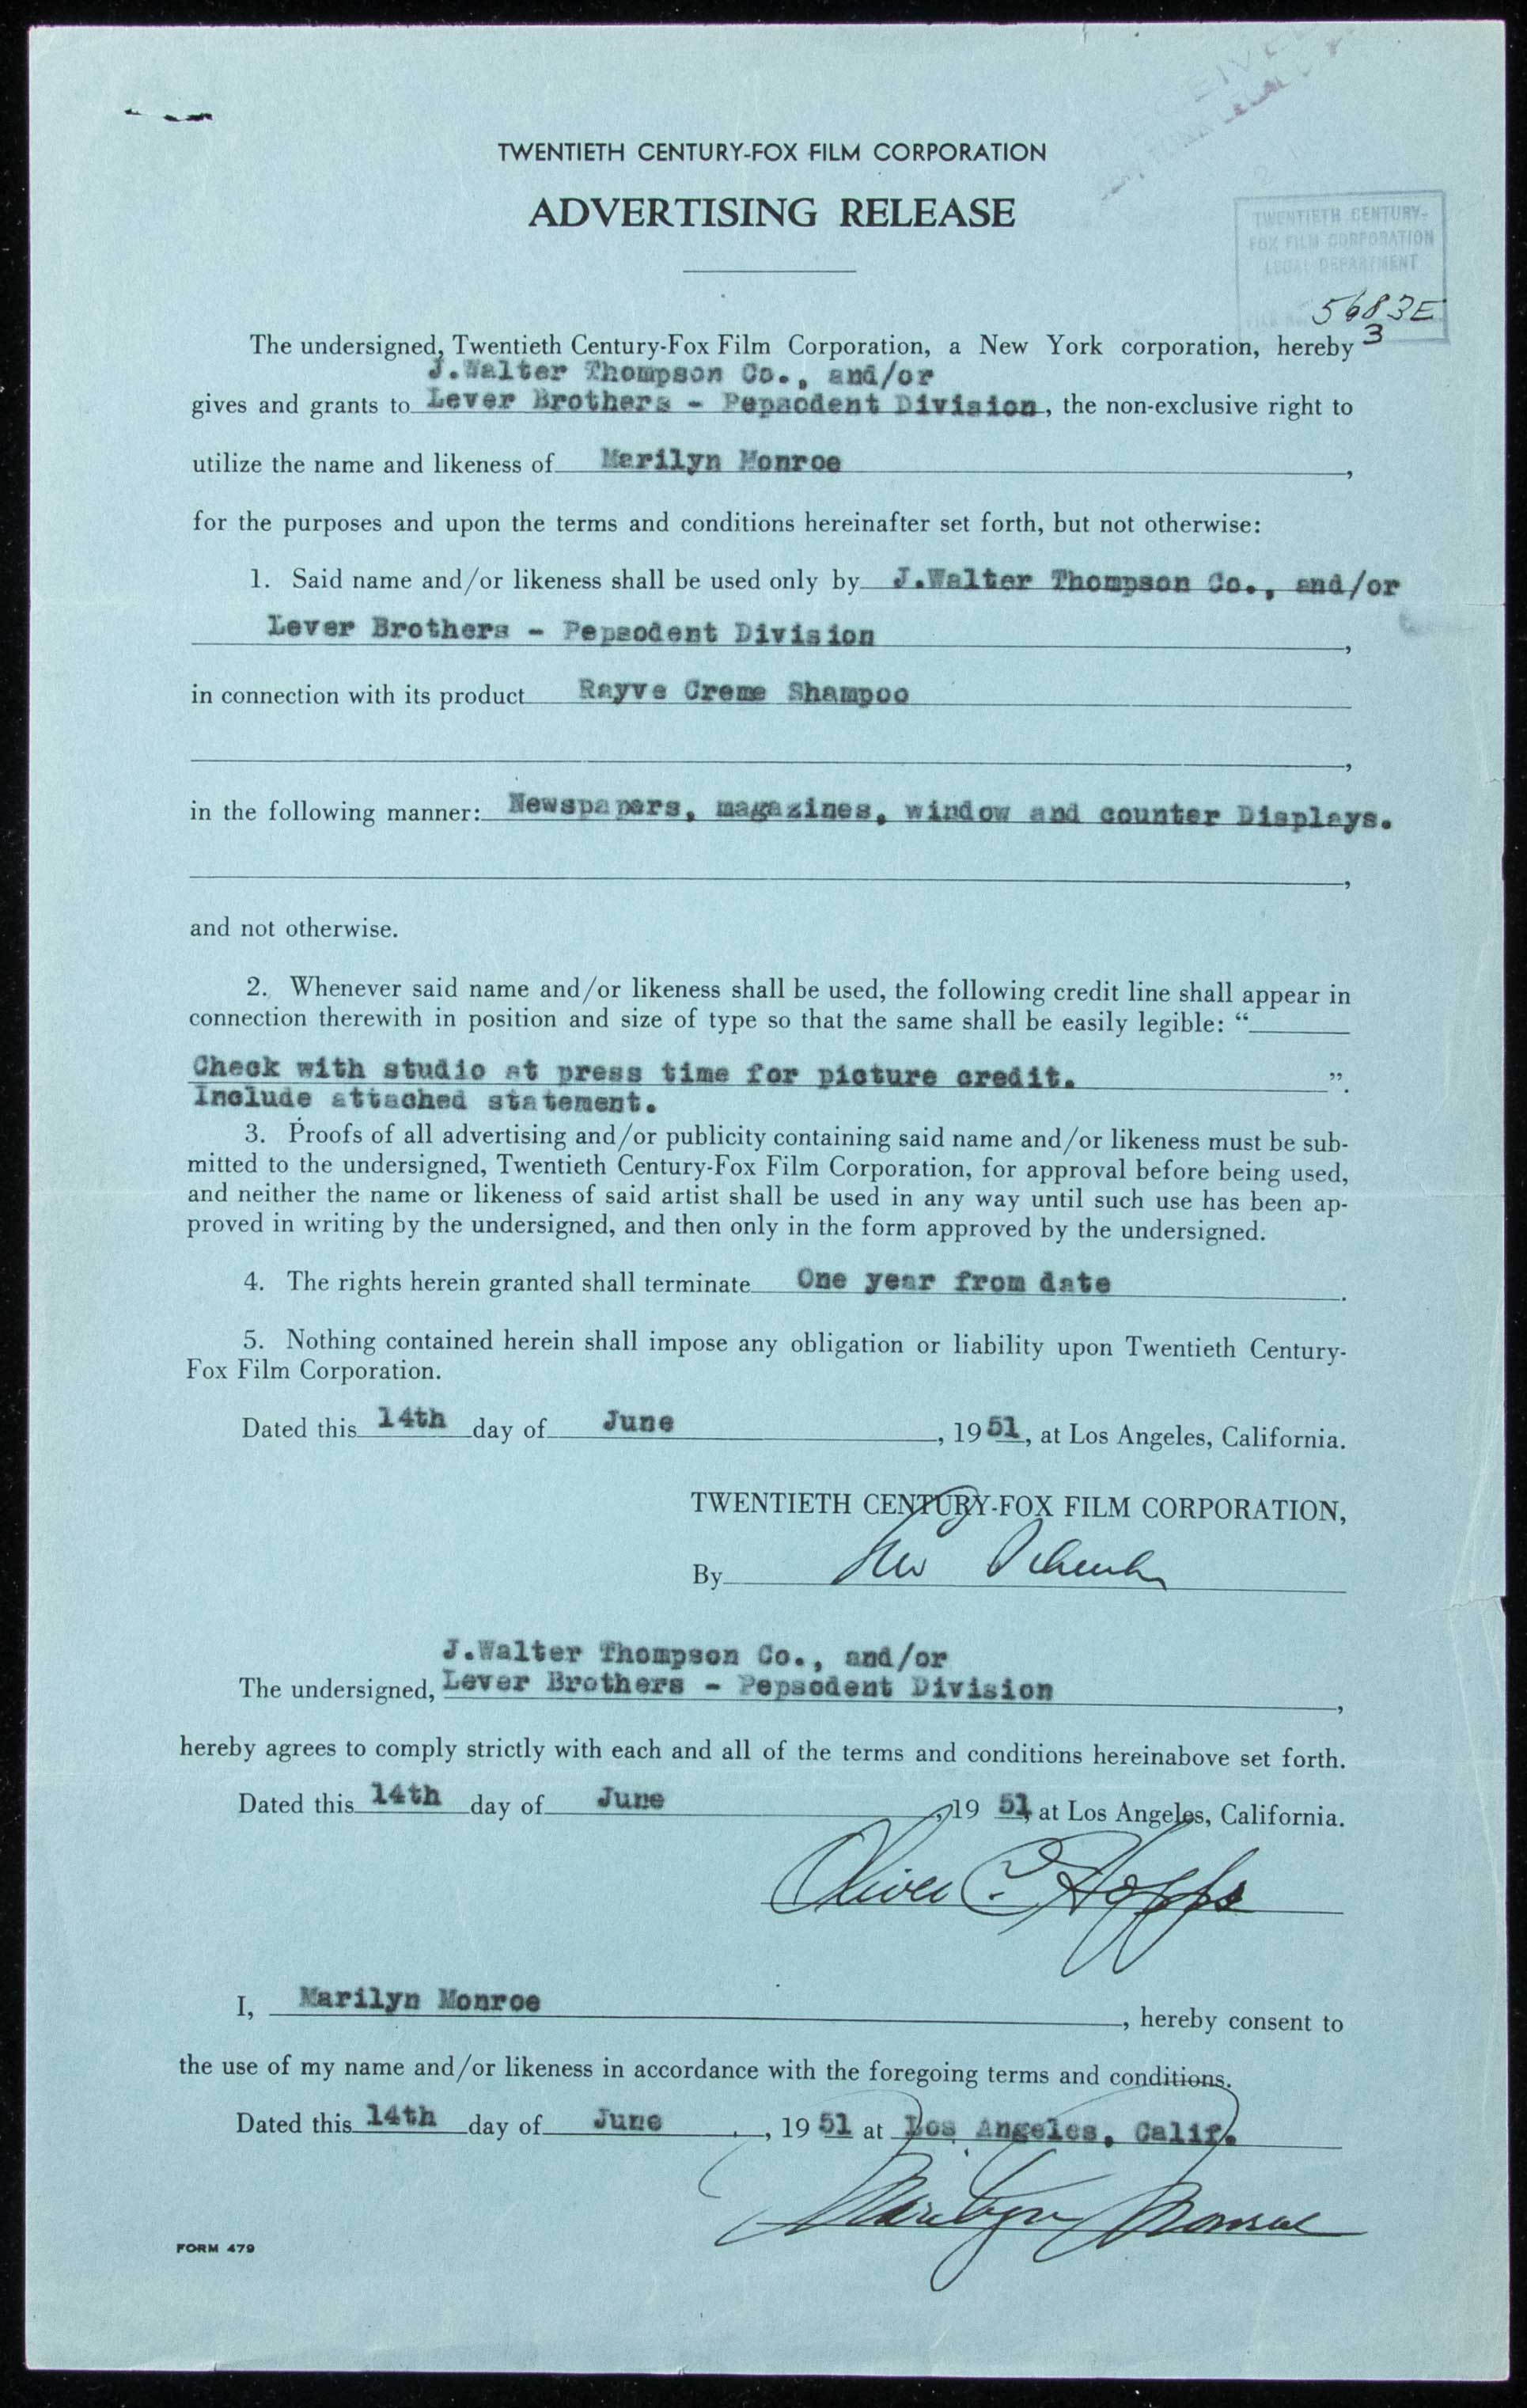 TWENTIETH CENTURY-FOX FILM CORPORATION
ADVERTISING RELEASE
TWENTIETH CENTURY-
FOX FILM CORPORATION
LEGAL DEPARTMENT
5683E
3
The undersigned, Twentieth Century-Fox Film Corporation, a New York corporation, hereby
J.Walter Thompson Co., and/or
gives and grants to Lever Brothers - Pepsodent Division, the non-exclusive right to
utilize the name and likeness of Marilyn Monroe,
for the purposes and upon the terms and conditions hereinafter set forth, but not otherwise:
1. Said name and/or likeness shall be used only by J.Walter Thompson Co., and/or
Lever Brothers - Pepsodent Division,
in connection with its product Rayve Creme Shampoo
,
in the following manner: Newspapers, magazines, window and counter Displays.
,
and not otherwise.
2. Whenever said name and/or likeness shall be used, the following credit line shall appear in
connection therewith in position and size of type so that the same shall be easily legible: “
Check with studio at press time for picture credit. ”.
Include attached statement.
3. Proofs of all advertising and/or publicity containing said name and/or likeness must be sub-
mitted to the undersigned, Twentieth Century-Fox Film Corporation, for approval before being used,
and neither the name or likeness of said artist shall be used in any way until such use has been ap-
proved in writing by the undersigned, and then only in the form approved by the undersigned.
4. The rights herein granted shall terminate One year from date.
5. Nothing contained herein shall impose any obligation or liability upon Twentieth Century-
Fox Film Corporation.
Dated this 14th day of June, 1951, at Los Angeles, California.
TWENTIETH CENTURY-FOX FILM CORPORATION,
By
J.Walter Thompson Co., and/or
The undersigned, Lever Brothers - Pepsodent Division,
hereby agrees to comply strictly with each and all of the terms and conditions hereinabove set forth.
Dated this 14th day of June, 19 51, at Los Angeles, California.
Oliver C. Hopps
I, Marilyn Monroe, hereby consent to
the use of my name and/or likeness in accordance with the foregoing terms and conditions.
Dated this 14th day of June, 19 51 at Los Angeles, Calif.
Marilyn Monroe
FORM 479